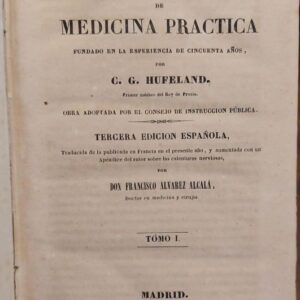 DE
MEDICINA PRACTICA
FUNDADO EN LA ESPERIENCIA DE CINCUENTA AÑOS,
POR
C. G. HUFELAND.
Primer médico del Rey de Prusia.
OBRA ADOPTADA POR EL CONSEJO DE INSTRUCCION PÚBLICA.
TERCERA EDICION ESPAÑOLA,
Traducida de la publicada en Francia en el presente año, y aumentada con un
Apéndice del autor sobre las calenturas nerviosas,
POR
DON FRANCISCO ALVAREZ ALCALÁ,
Doctor en medicina y cirujía.
TÓMO I.
MADRID.